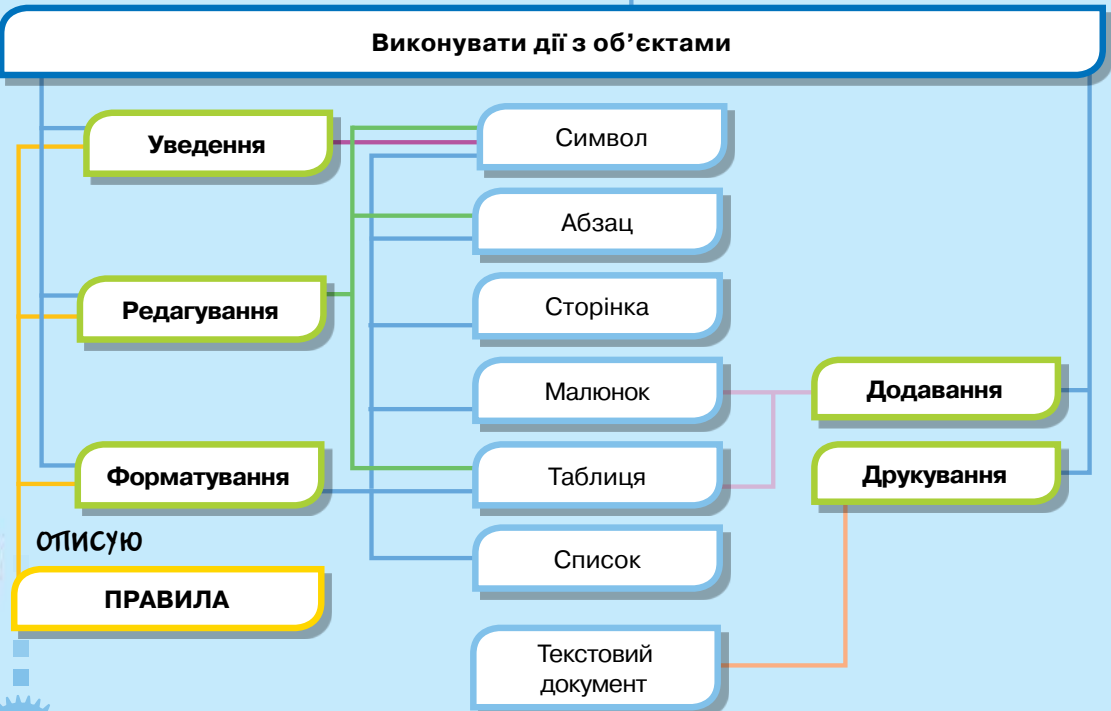 Виконувати дії з об’єктами
Уведення
Символ
Абзац
Редагування
Сторінка
Малюнок
Додавання
Форматування
Таблиця
Друкування
ОПИСУЮ
Список
ПРАВИЛА
Текстовий
документ